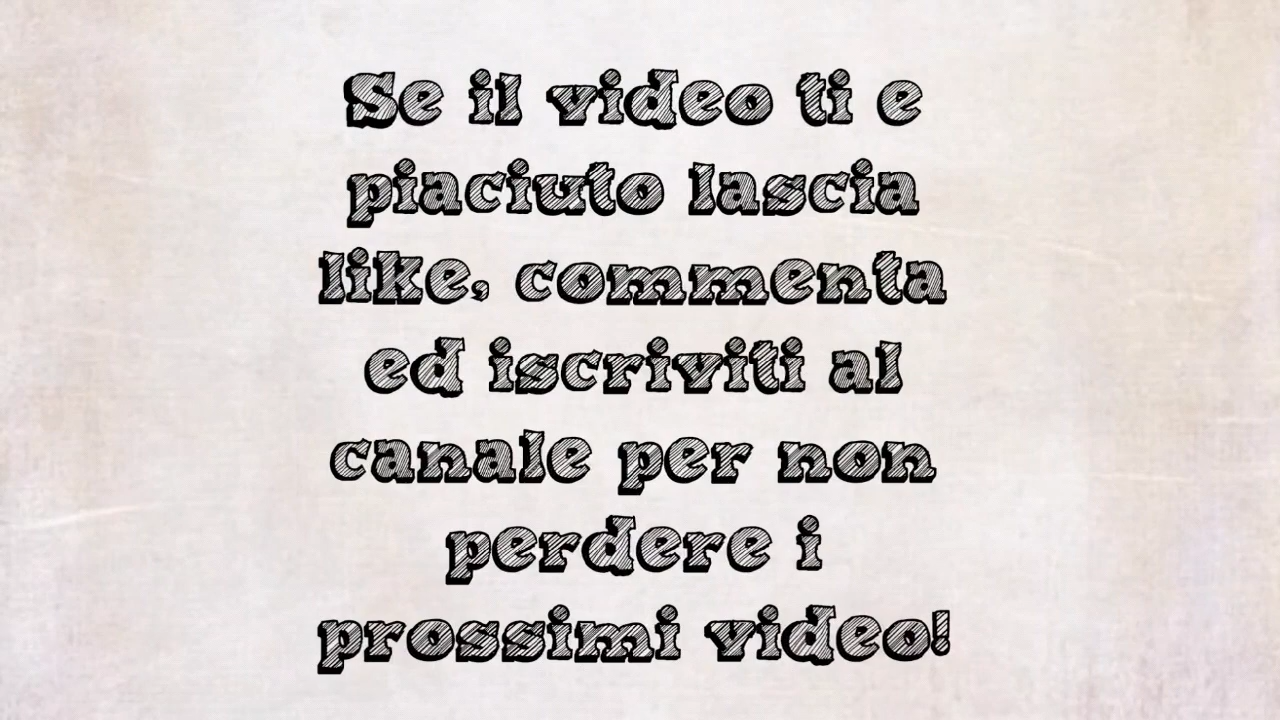 Se il video ti e
piaciuto lascia
like, commenta
ed iscriviti al
canale per non
perdere i
prossimi video!